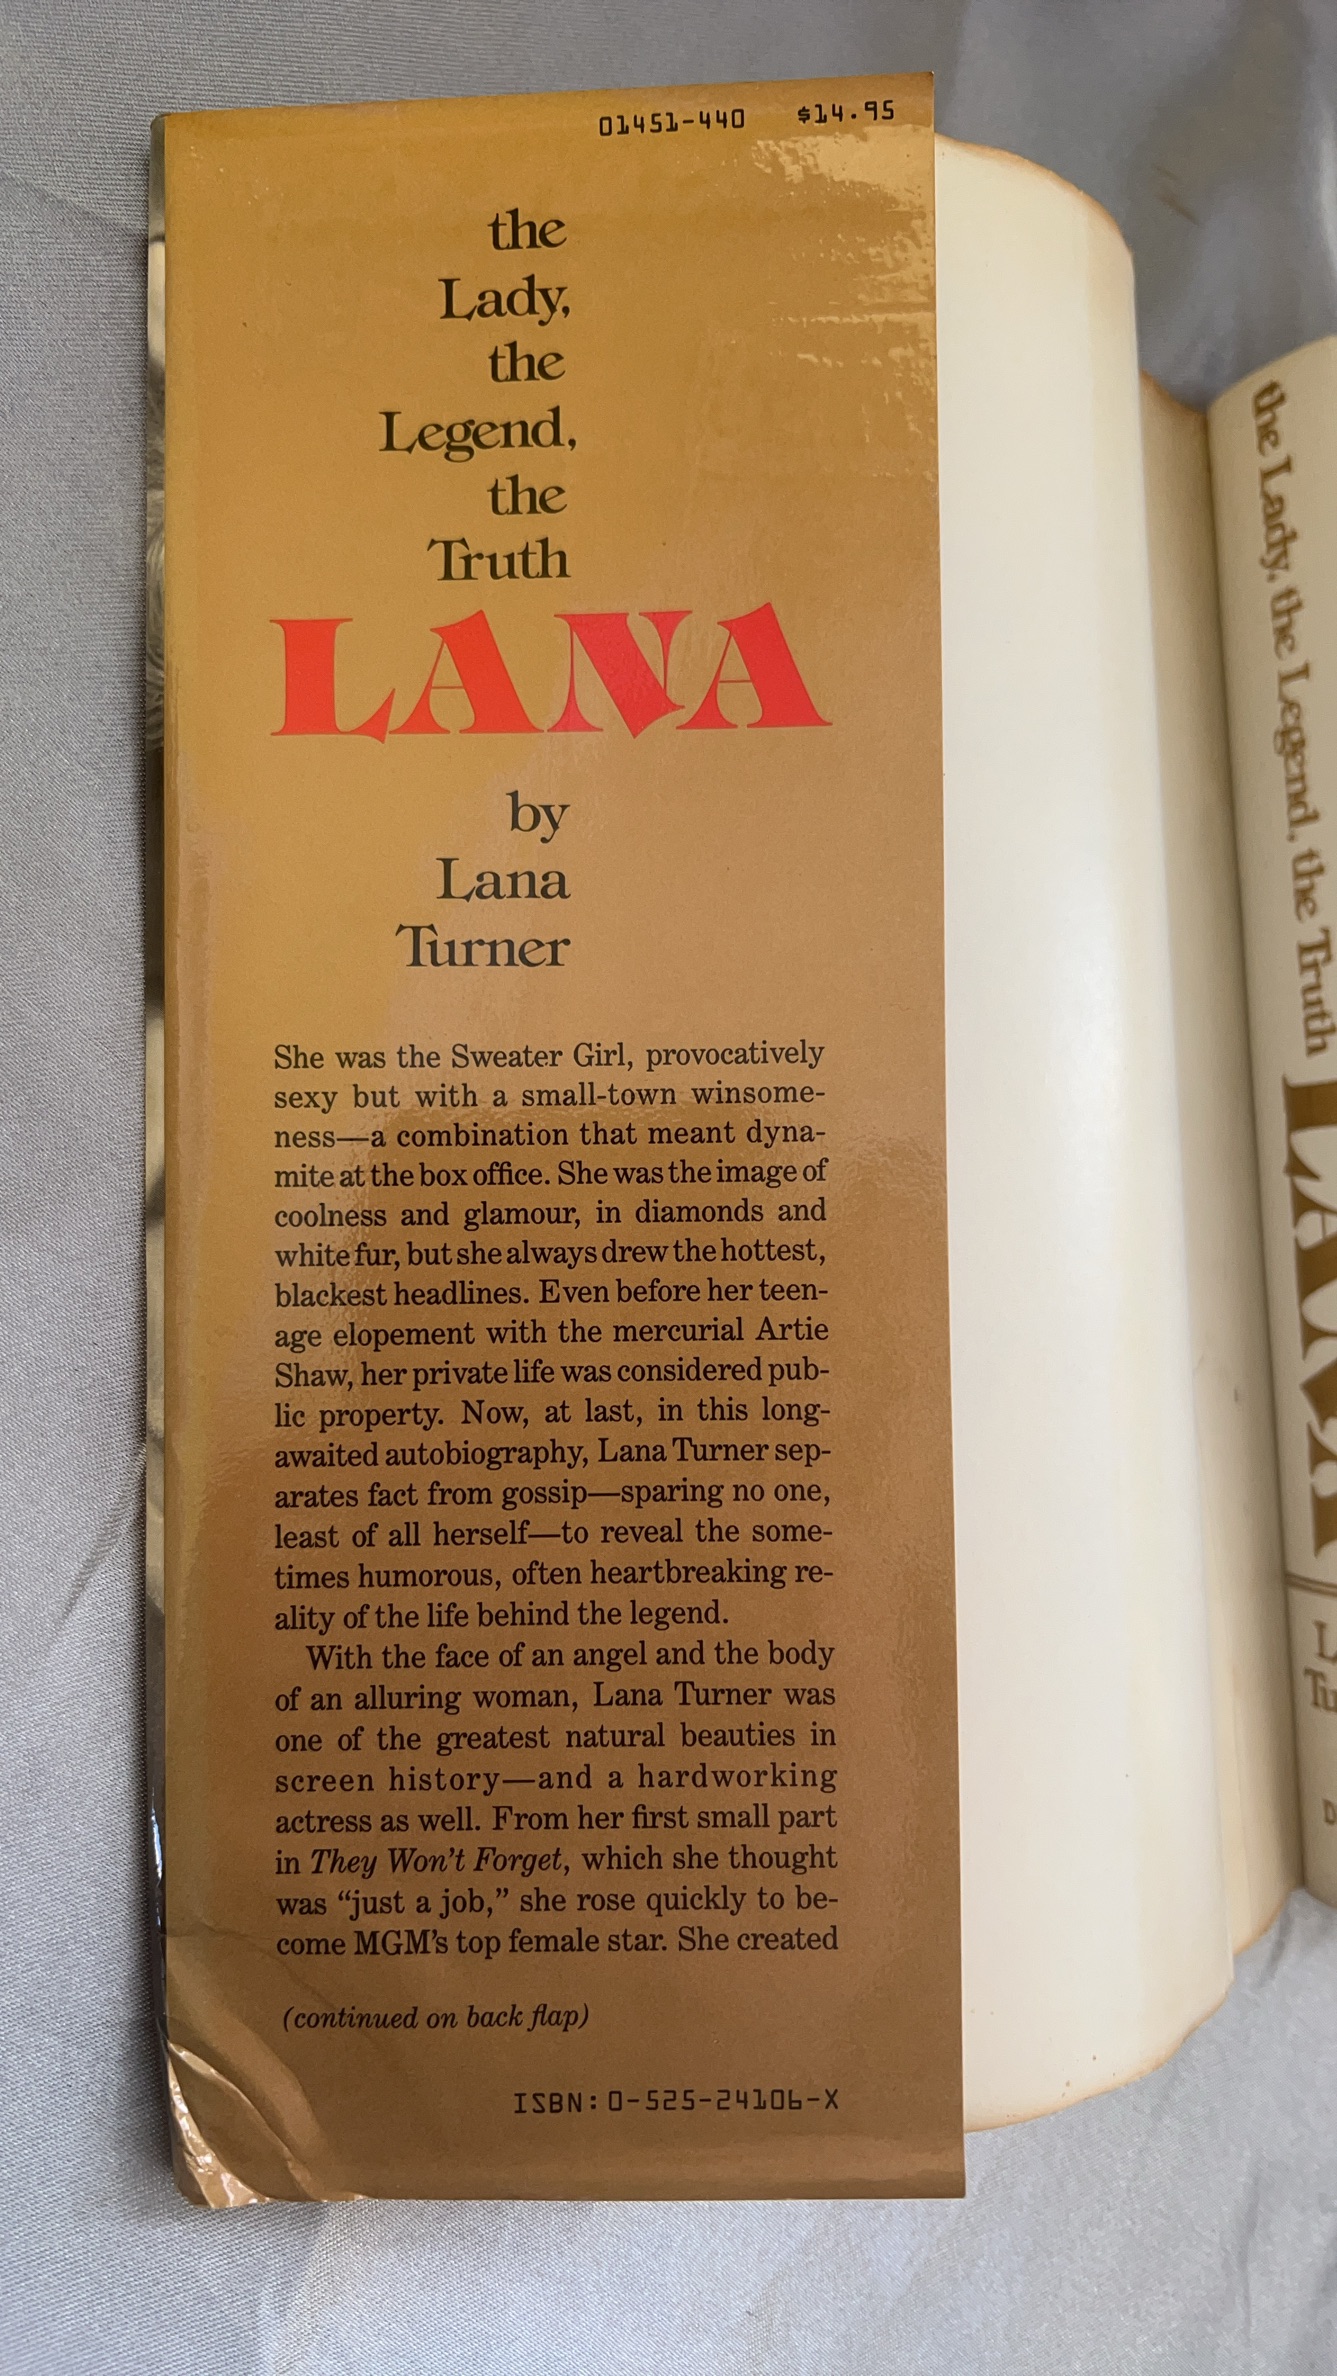 01451-440 $14.95
the
Lady,
the
Legend,
the
Truth
LANA
by
Lana
Turner
She was the Sweater Girl, provocatively
sexy but with a small-town winsome-
ness—a combination that meant dyna-
mite at the box office. She was the image of
coolness and glamour, in diamonds and
white fur, but she always drew the hottest,
blackest headlines. Even before her teen-
age elopement with the mercurial Artie
Shaw, her private life was considered pub-
lic property. Now, at last, in this long-
awaited autobiography, Lana Turner sep-
arates fact from gossip—sparing no one,
least of all herself—to reveal the some-
times humorous, often heartbreaking re-
ality of the life behind the legend.
With the face of an angel and the body
of an alluring woman, Lana Turner was
one of the greatest natural beauties in
screen history—and a hardworking
actress as well. From her first small part
in They Won't Forget, which she thought
was “just a job,” she rose quickly to be-
come MGM's top female star. She created
(continued on back flap)
ISBN: 0-525-24106-X
the Lady, the Legend, the Truth